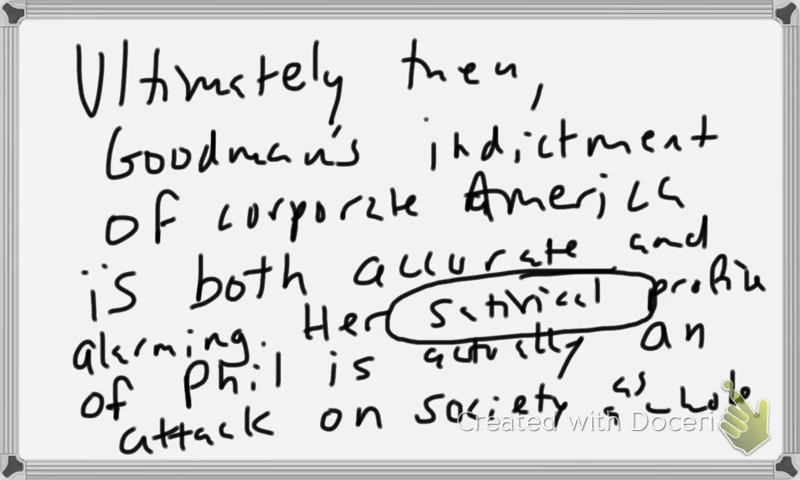 Ultimately then,
Goodman's indictment
of corporate America
is both accurate and
alarming. Her satirical profile
of Phil is actually an
attack on society as a whole
Created with Doceri